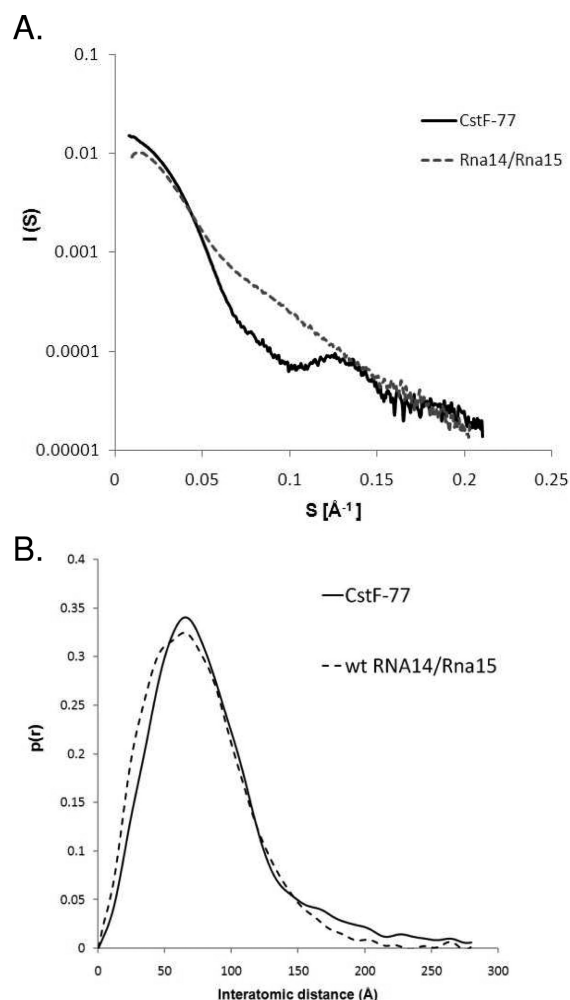 A.
0.1
0.01
0.001
0.0001
0.00001
I (S)
CstF-77
Rna14/Rna15
0 0.05 0.1 0.15 0.2 0.25
S [Å-1 ]
B.
0.4
0.35
0.3
0.25
0.2
0.15
0.1
0.05
0
p(r)
CstF-77
wt RNA14/Rna15
0 50 100 150 200 250 300
Interatomic distance (Å)